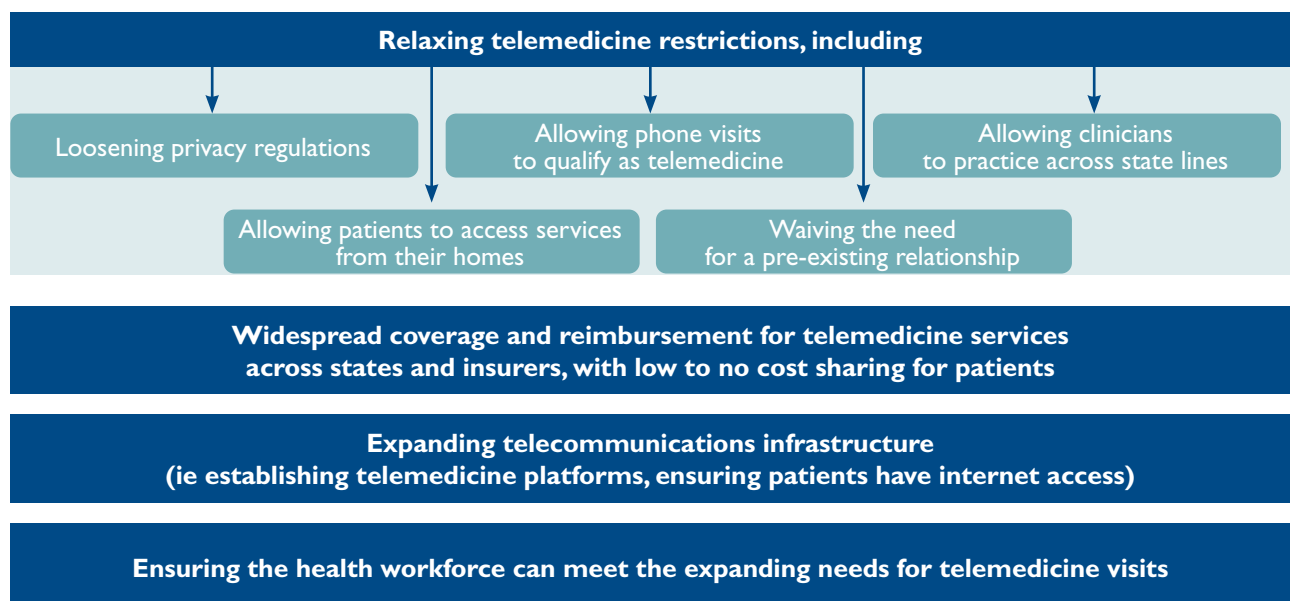 Relaxing telemedicine restrictions, including
Loosening privacy regulations
Allowing phone visits
to qualify as telemedicine
Allowing clinicians
to practice across state lines
Allowing patients to access services
from their homes
Waiving the need
for a pre-existing relationship
Widespread coverage and reimbursement for telemedicine services
across states and insurers, with low to no cost sharing for patients
Expanding telecommunications infrastructure
(ie establishing telemedicine platforms, ensuring patients have internet access)
Ensuring the health workforce can meet the expanding needs for telemedicine visits